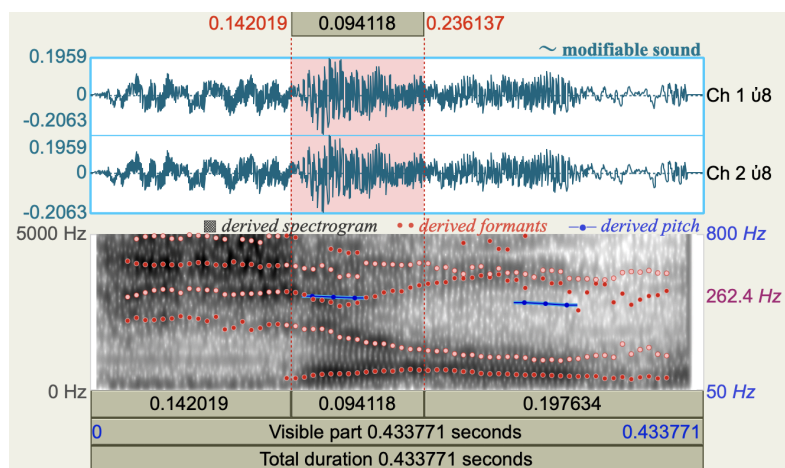 0.142019 0.094118 0.236137
～ modifiable sound
0.1959
0
-0.2063
Ch 1 u̇8
0.1959
0
-0.2063
Ch 2 u̇8
derived spectrogram derived formants derived pitch
5000 Hz 800 Hz
262.4 Hz
0 Hz 50 Hz
0.142019 0.094118 0.197634
0 Visible part 0.433771 seconds 0.433771
Total duration 0.433771 seconds